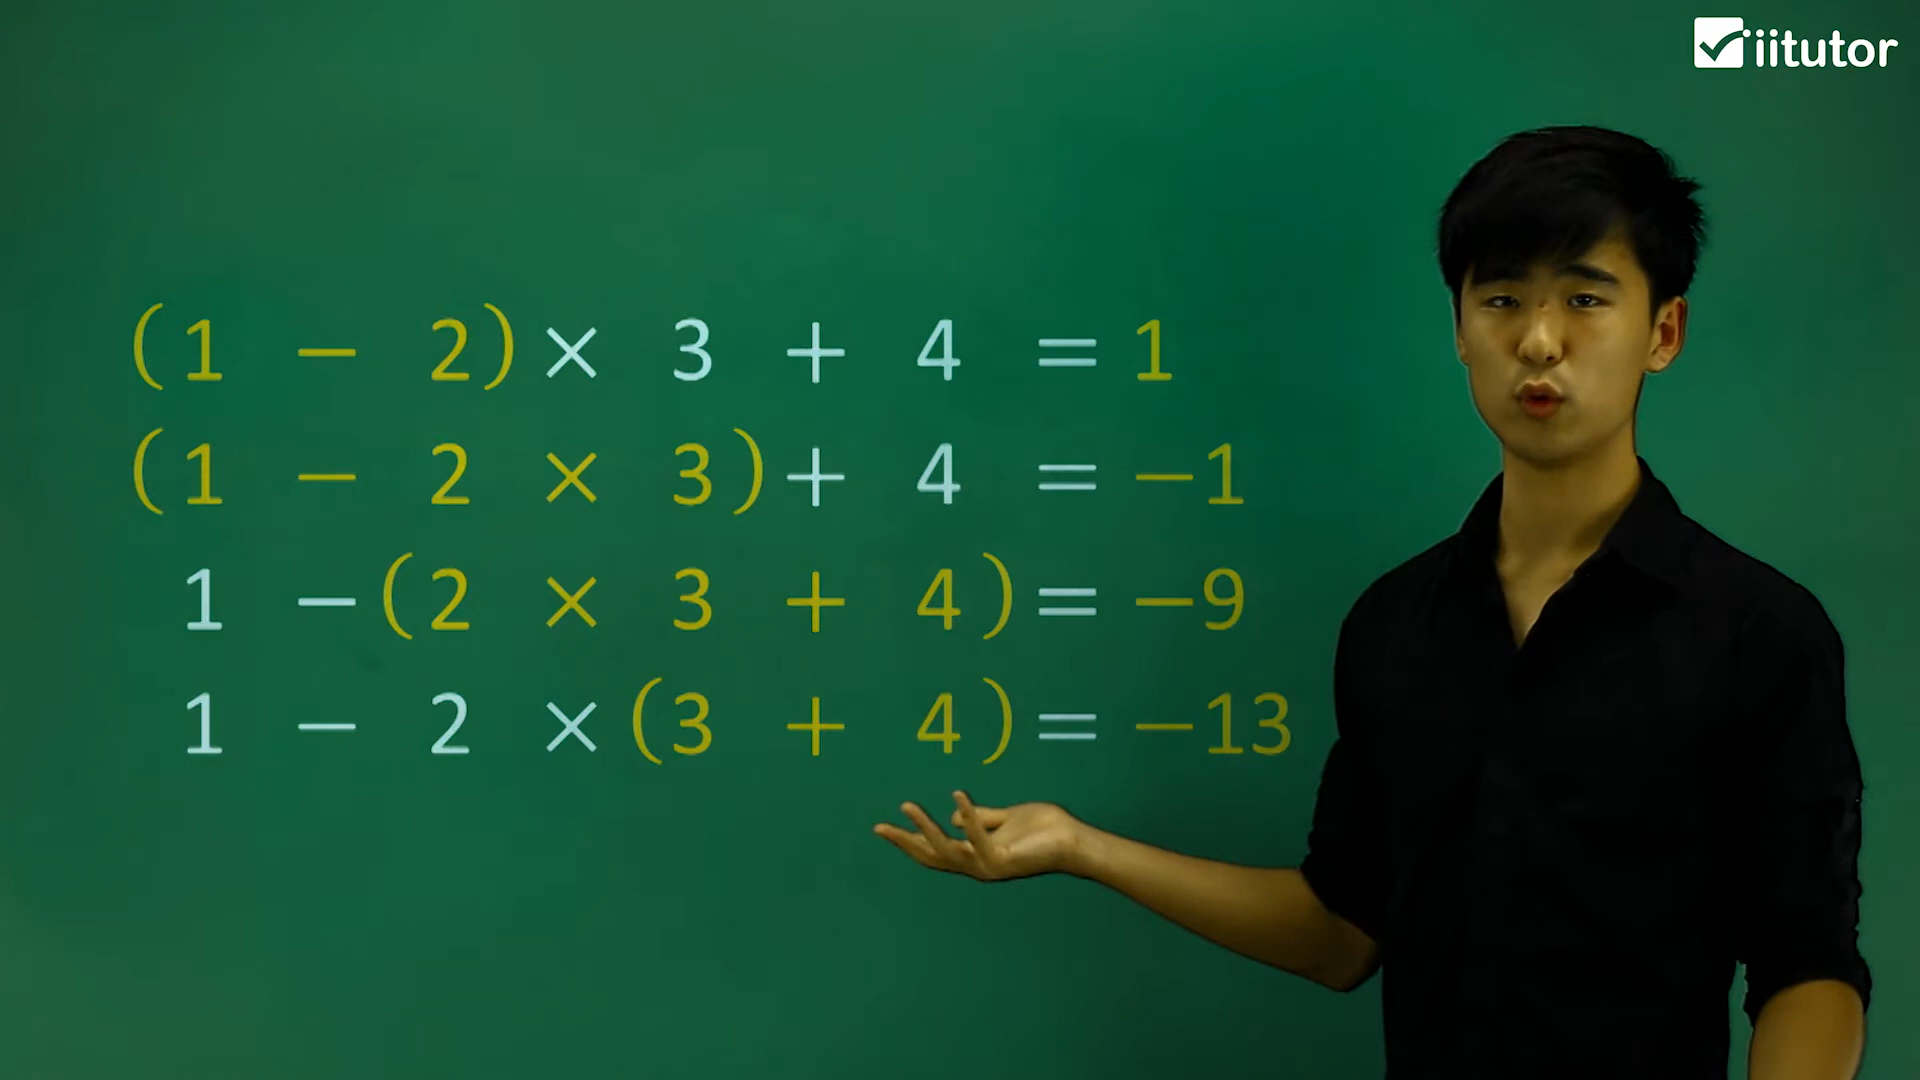 iitutor
(1 − 2) × 3 + 4 = 1
(1 − 2 × 3) + 4 = −1
1 − (2 × 3 + 4) = −9
1 − 2 × (3 + 4) = −13